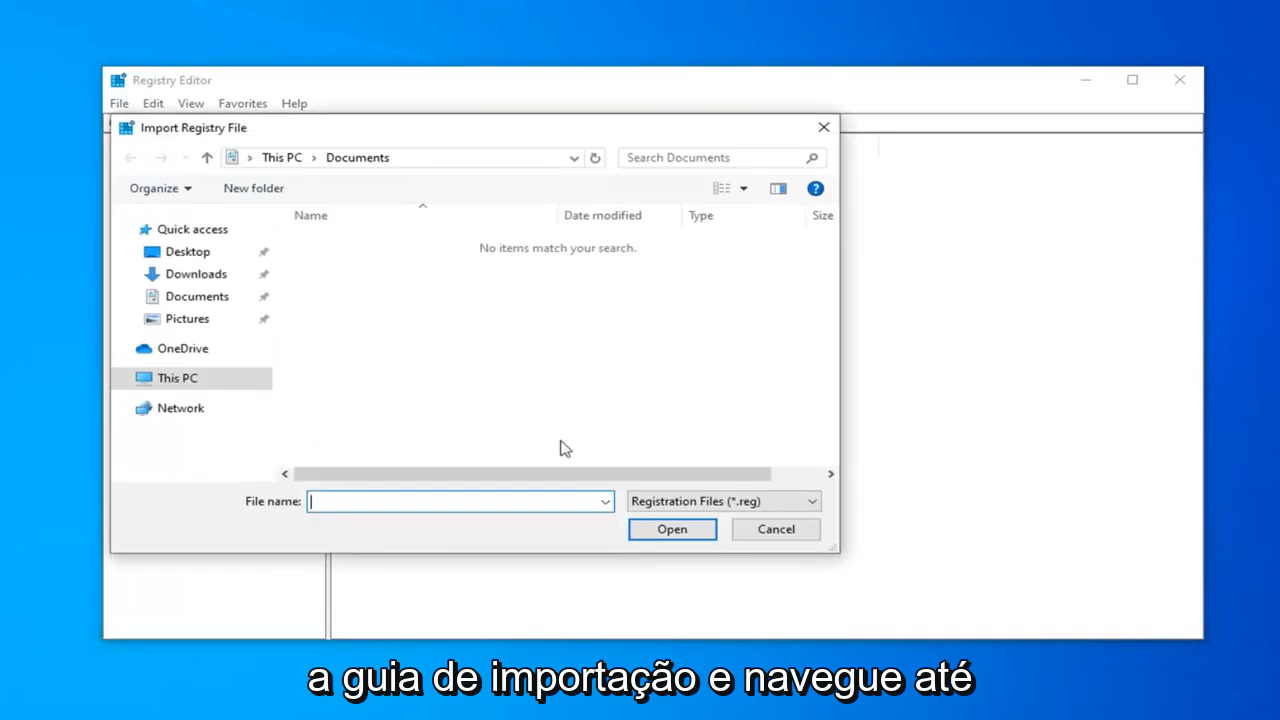 Registry Editor
File Edit View Favorites Help
Import Registry File
This PC > Documents
Search Documents
Organize
New folder
Name
Date modified
Type
Size
No items match your search.
Quick access
Desktop
Downloads
Documents
Pictures
OneDrive
This PC
Network
File name:
Registration Files (*.reg)
Open
Cancel
a guia de importação e navegue até